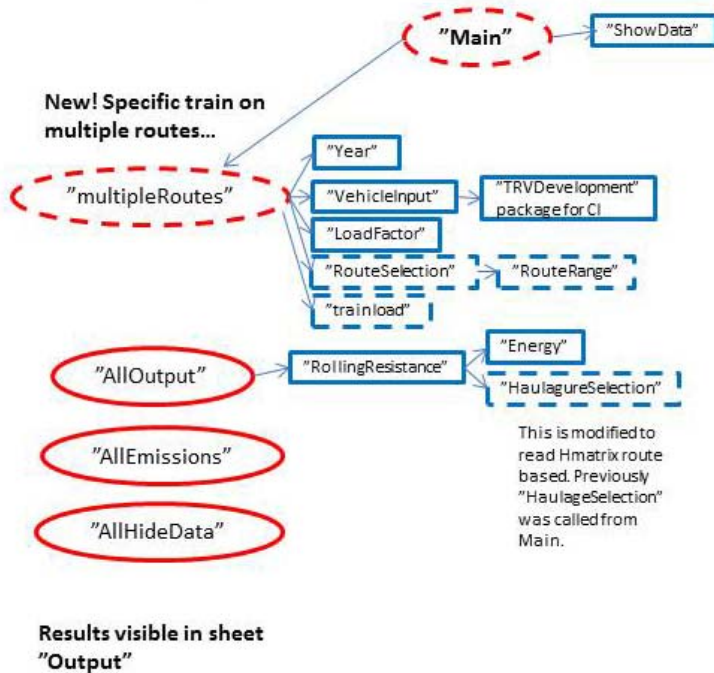 ”Main”
”ShowData”
New! Specific train on
multiple routes...
”multipleRoutes”
”Year”
”VehicleInput”
”TRVDevelopment”
package for CI
”LoadFactor”
”RouteSelection”
”RouteRange”
”trainload”
”AllOutput”
”RollingResistance”
”Energy”
”HaulagureSelection”
”AllEmissions”
This is modified to
read Hmatrix route
based. Previously
”HaulageSelection”
was called from
Main.
”AllHideData”
Results visible in sheet
”Output”